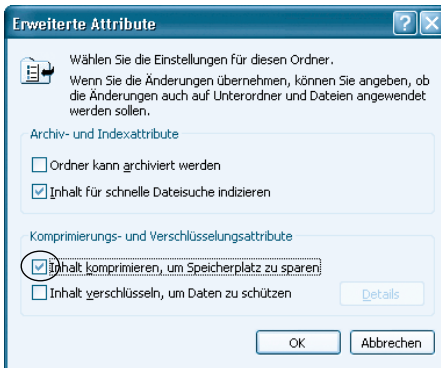 Erweiterte Attribute
Wählen Sie die Einstellungen für diesen Ordner.
Wenn Sie die Änderungen übernehmen, können Sie angeben, ob
die Änderungen auch auf Unterordner und Dateien angewendet
werden sollen.
Archiv- und Indexattribute
Ordner kann archiviert werden
Inhalt für schnelle Dateisuche indizieren
Komprimierungs- und Verschlüsselungsattribute
Inhalt komprimieren, um Speicherplatz zu sparen
Inhalt verschlüsseln, um Daten zu schützen
Details
OK
Abbrechen